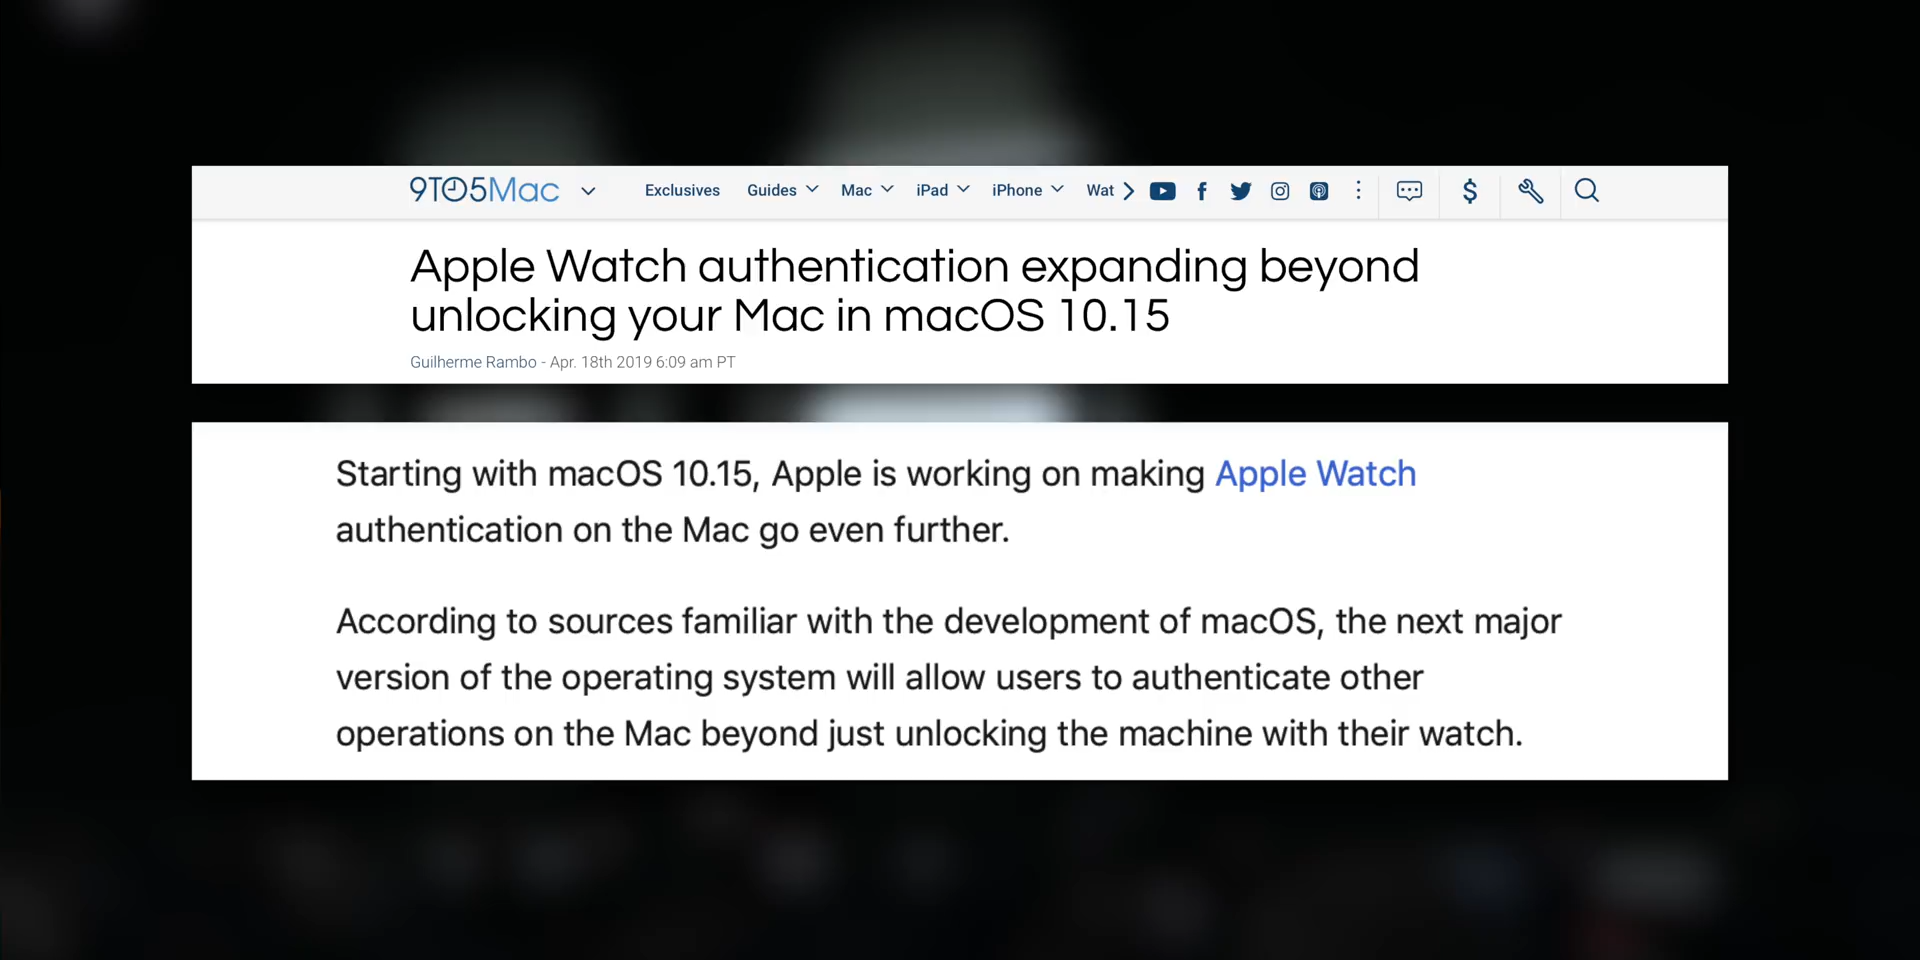 9TO5Mac
Exclusives Guides Mac iPad iPhone Wat
Apple Watch authentication expanding beyond
unlocking your Mac in macOS 10.15
Guilherme Rambo - Apr. 18th 2019 6:09 am PT
Starting with macOS 10.15, Apple is working on making Apple Watch
authentication on the Mac go even further.
According to sources familiar with the development of macOS, the next major
version of the operating system will allow users to authenticate other
operations on the Mac beyond just unlocking the machine with their watch.